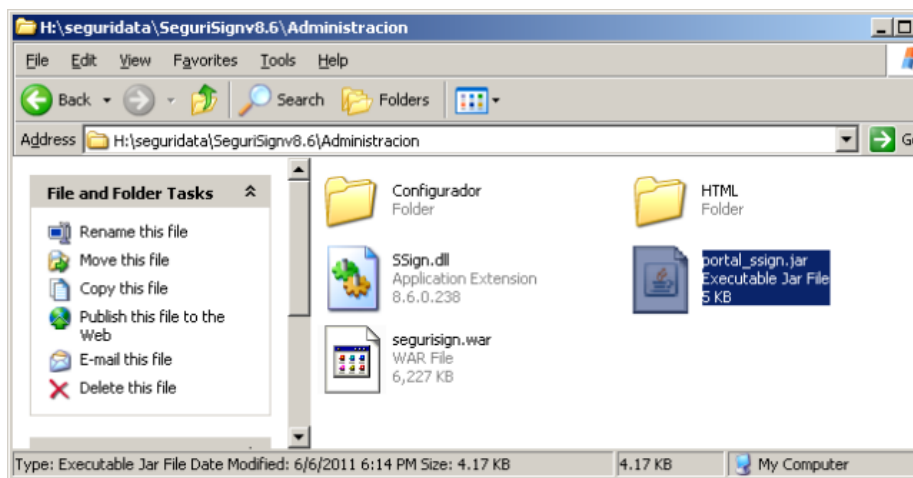 H:\seguridata\SeguriSignv8.6\Administracion
File Edit View Favorites Tools Help
Back Search Folders
Address H:\seguridata\SeguriSignv8.6\Administracion
File and Folder Tasks
Rename this file
Move this file
Copy this file
Publish this file to the
Web
E-mail this file
Delete this file
Configurador
Folder
HTML
Folder
SSign.dll
Application Extension
8.6.0.238
portal_ssign.jar
Executable Jar File
5 KB
segurisign.war
WAR File
6,227 KB
Type: Executable Jar File Date Modified: 6/6/2011 6:14 PM Size: 4.17 KB 4.17 KB My Computer